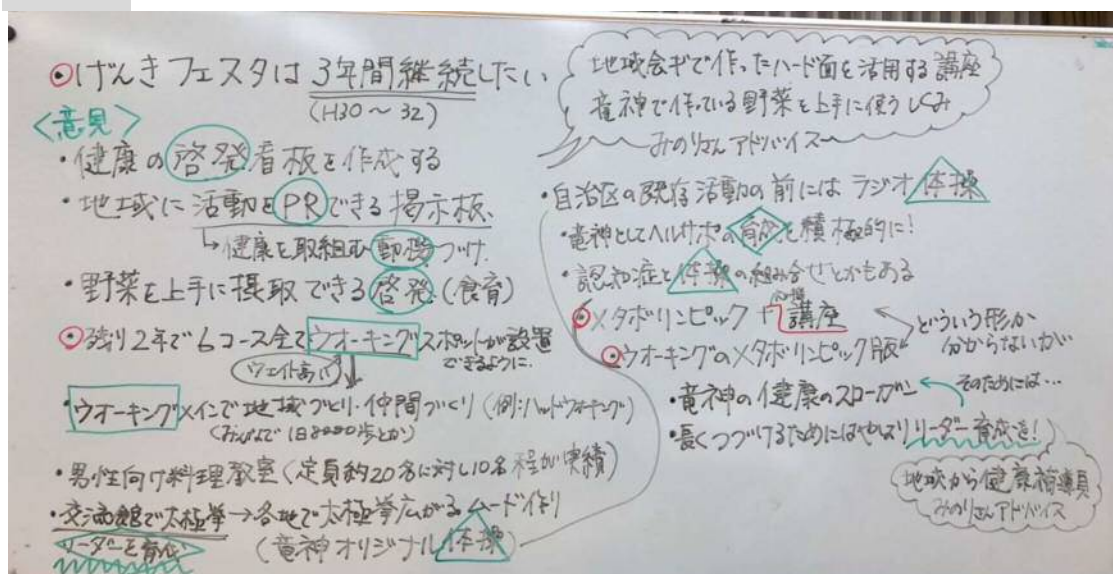 げんきフェスタは3年間継続したい
(H30～32)
<意見>
・健康の啓発看板を作成する
・地域に活動をPRできる掲示板、
↳健康を取組む動機づけ.
・野菜を上手に摂取できる啓発(食育)
残り2年で6コース全てウオーキングスポットが設置
できるように.
(ウエイト高い)
・ウオーキングメインで地域づくり・仲間づくり(例:ハッピーウオーキング)
(みんなで1日8000歩とか)
・男性向け料理教室(定員約20名に対し10名程が実績)
・交流館で太極拳→各地で太極拳広がるムード作り
リーダーを育成
(竜神オリジナル体操)
地域会ギで作ったハード面を活用する講座
竜神で作っている野菜を上手に使うしくみ
みのりさんアドバイス
・自治区の既存活動の前にはラジオ体操
・竜神としてヘルサポの育成を積極的に!
・認知症と体操の組み合せとかもある
メタボリンピック+講座
ウオーキングのメタボリンピック版
どういう形か
分からないが
・竜神の健康のスローガン
そのためには…
・長くつづけるためにはやはりリーダー育成を!
地域から健康指導員
みのりさんアドバイス